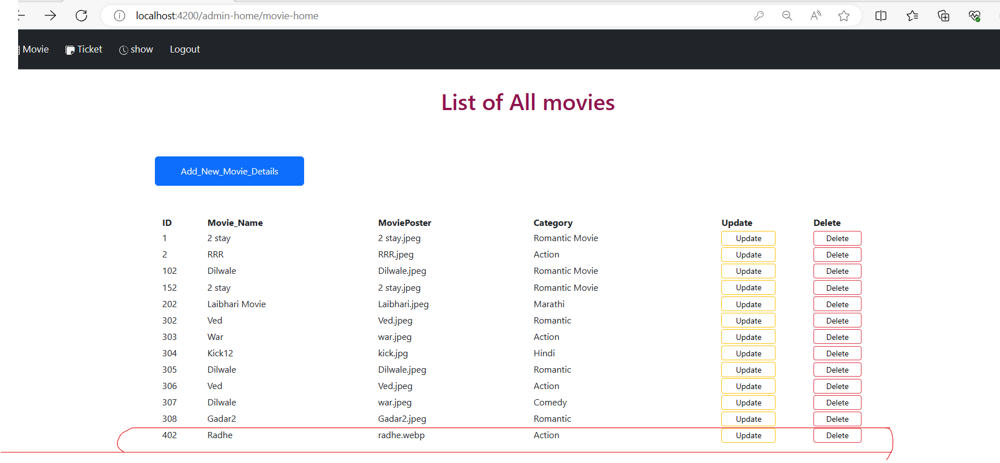 localhost:4200/admin-home/movie-home
Movie Ticket show Logout
List of All movies
Add_New_Movie_Details
ID Movie_Name MoviePoster Category Update Delete
1 2 stay 2 stay.jpeg Romantic Movie Update Delete
2 RRR RRR.jpeg Action Update Delete
102 Dilwale Dilwale.jpeg Romantic Movie Update Delete
152 2 stay 2 stay.jpeg Romantic Movie Update Delete
202 Laibhari Movie Laibhari.jpeg Marathi Update Delete
302 Ved Ved.jpeg Romantic Update Delete
303 War war.jpeg Action Update Delete
304 Kick12 kick.jpg Hindi Update Delete
305 Dilwale Dilwale.jpeg Romantic Update Delete
306 Ved Ved.jpeg Action Update Delete
307 Dilwale war.jpeg Comedy Update Delete
308 Gadar2 Gadar2.jpeg Romantic Update Delete
402 Radhe radhe.webp Action Update Delete